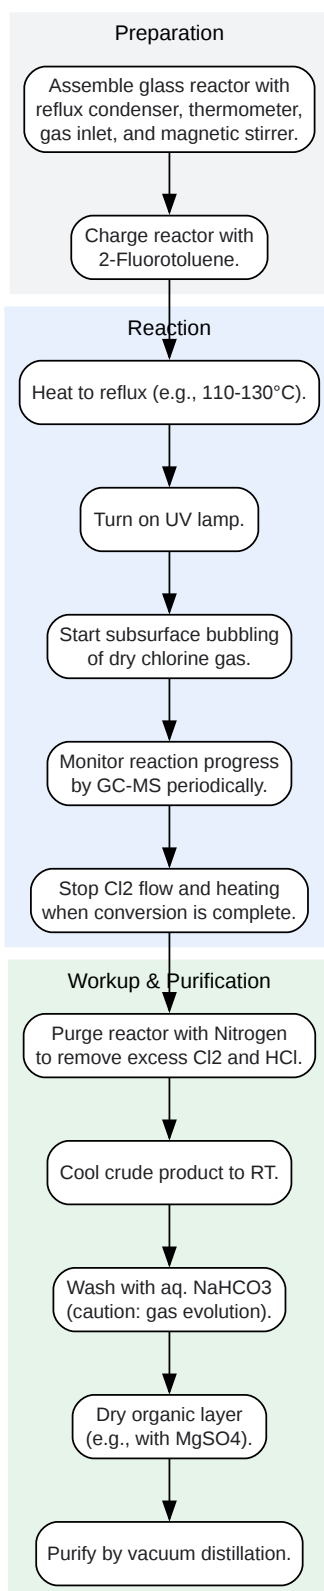 Preparation
Assemble glass reactor with
reflux condenser, thermometer,
gas inlet, and magnetic stirrer.
Charge reactor with
2-Fluorotoluene.
Reaction
Heat to reflux (e.g., 110-130°C).
Turn on UV lamp.
Start subsurface bubbling
of dry chlorine gas.
Monitor reaction progress
by GC-MS periodically.
Stop Cl2 flow and heating
when conversion is complete.
Workup & Purification
Purge reactor with Nitrogen
to remove excess Cl2 and HCl.
Cool crude product to RT.
Wash with aq. NaHCO3
(caution: gas evolution).
Dry organic layer
(e.g., with MgSO4).
Purify by vacuum distillation.